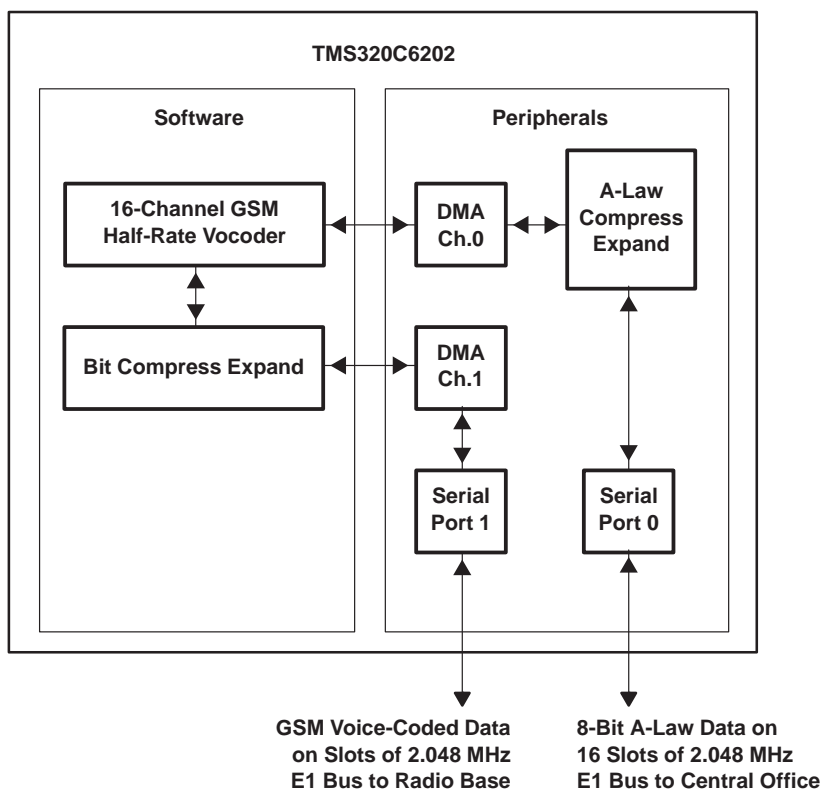 TMS320C6202
Software
Peripherals
16-Channel GSM
Half-Rate Vocoder
DMA
Ch.0
A-Law
Compress
Expand
Bit Compress Expand
DMA
Ch.1
Serial
Port 1
Serial
Port 0
GSM Voice-Coded Data
on Slots of 2.048 MHz
E1 Bus to Radio Base
8-Bit A-Law Data on
16 Slots of 2.048 MHz
E1 Bus to Central Office